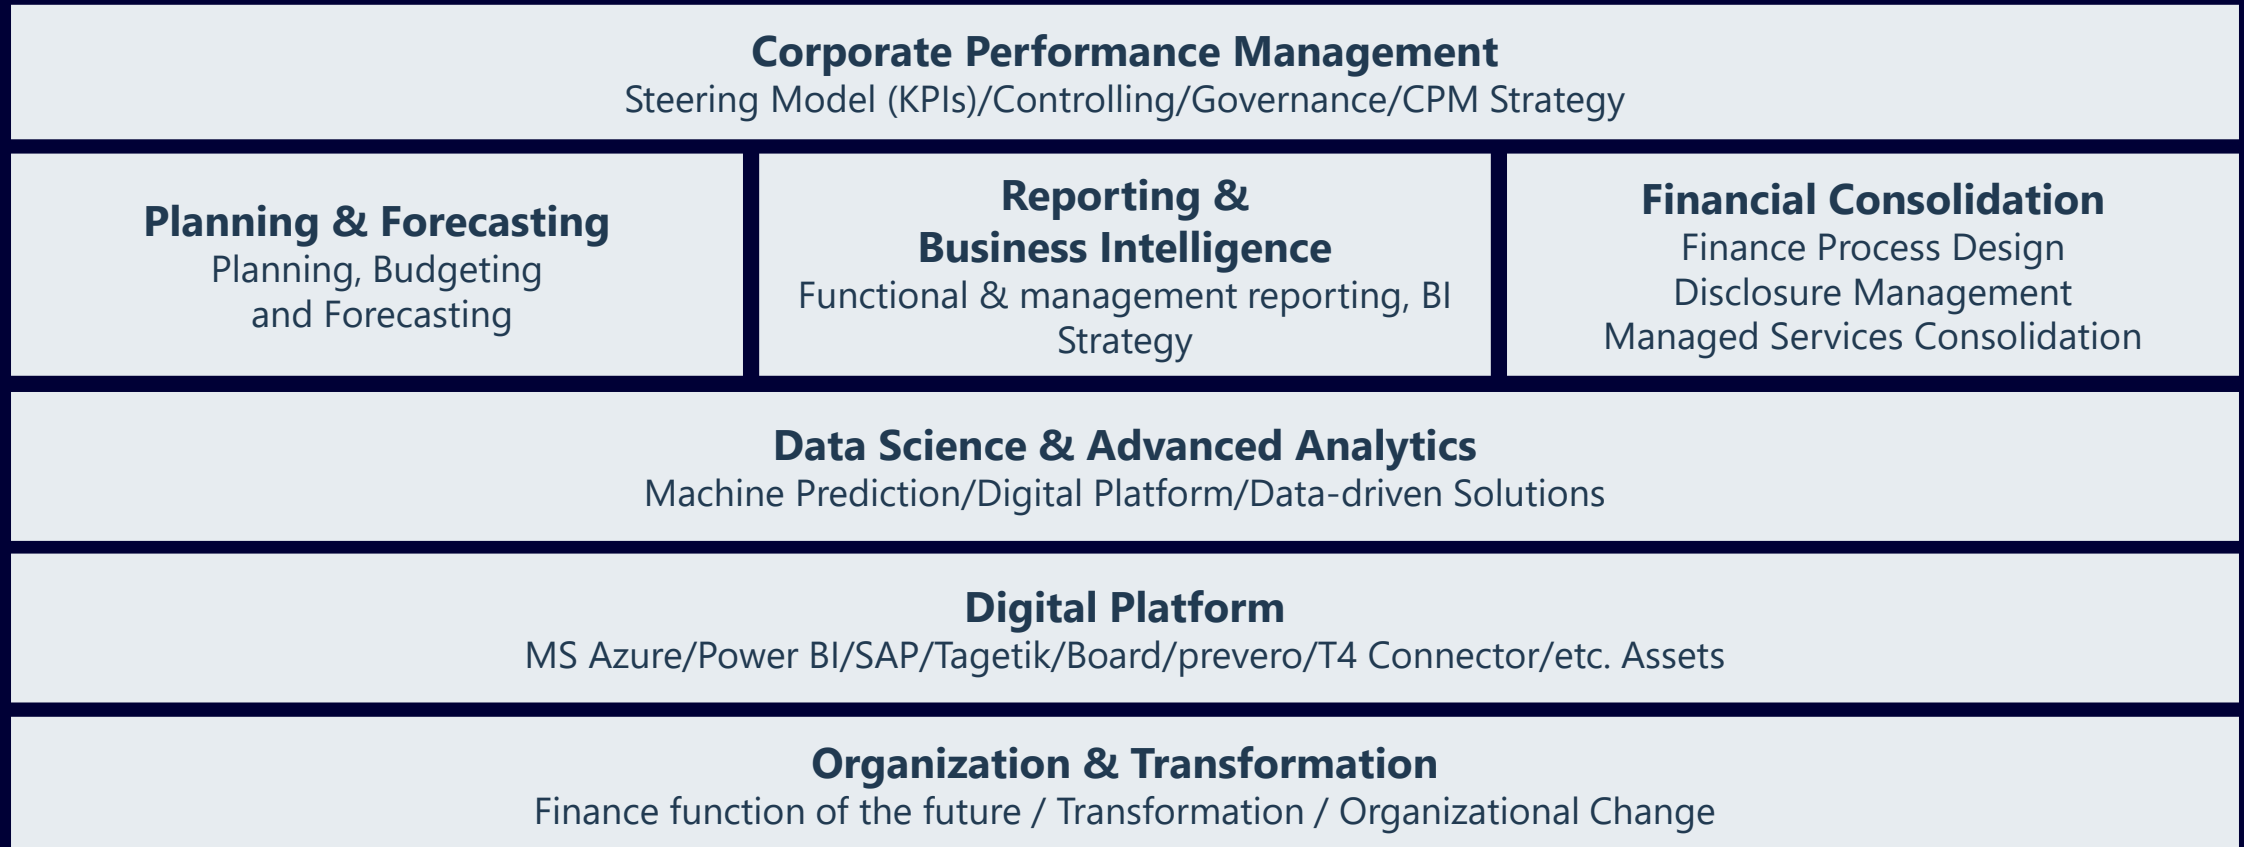 Corporate Performance Management
Steering Model (KPIs)/Controlling/Governance/CPM Strategy
Planning & Forecasting
Planning, Budgeting
and Forecasting
Reporting &
Business Intelligence
Functional & management reporting, BI
Strategy
Financial Consolidation
Finance Process Design
Disclosure Management
Managed Services Consolidation
Data Science & Advanced Analytics
Machine Prediction/Digital Platform/Data-driven Solutions
Digital Platform
MS Azure/Power BI/SAP/Tagetik/Board/prevero/T4 Connector/etc. Assets
Organization & Transformation
Finance function of the future / Transformation / Organizational Change